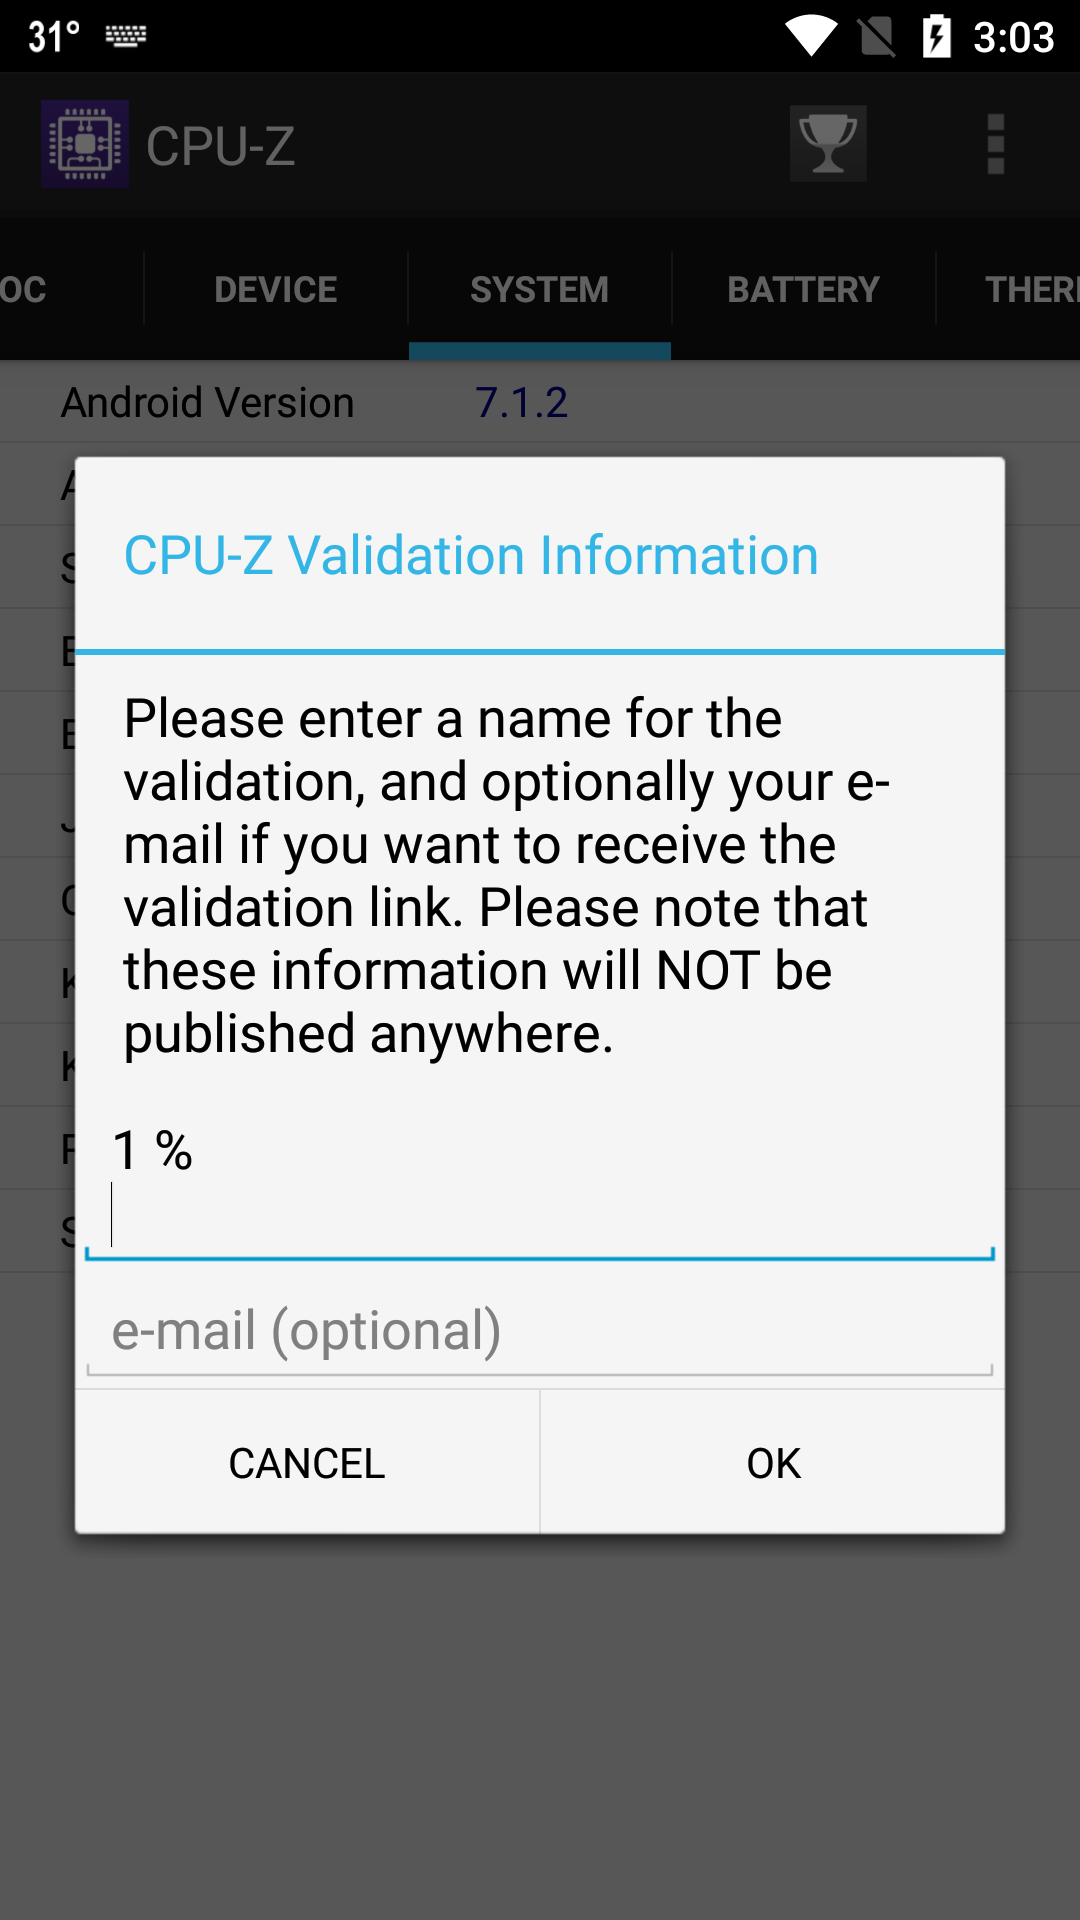 31° 3:03
CPU-Z
OC DEVICE SYSTEM BATTERY THER
Android Version 7.1.2
CPU-Z Validation Information
Please enter a name for the
validation, and optionally your e-
mail if you want to receive the
validation link. Please note that
these information will NOT be
published anywhere.
1 %
e-mail (optional)
CANCEL OK